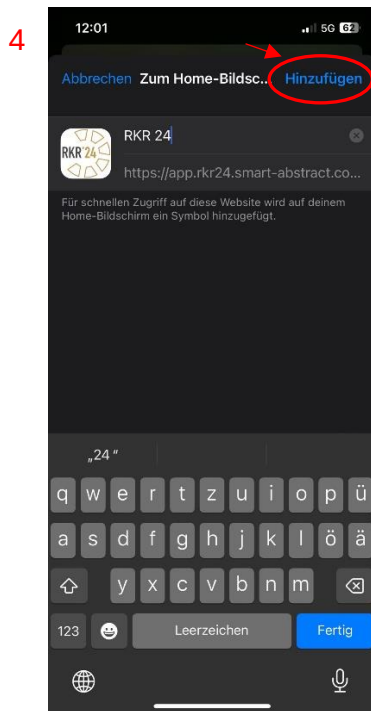 4
12:01 5G 62
Abbrechen Zum Home-Bildsc... Hinzufügen
RKR'24
RKR 24
https://app.rkr24.smart-abstract.co...
Für schnellen Zugriff auf diese Website wird auf deinem
Home-Bildschirm ein Symbol hinzugefügt.
„24“
q w e r t z u i o p ü
a s d f g h j k l ö ä
y x c v b n m
123 Leerzeichen Fertig